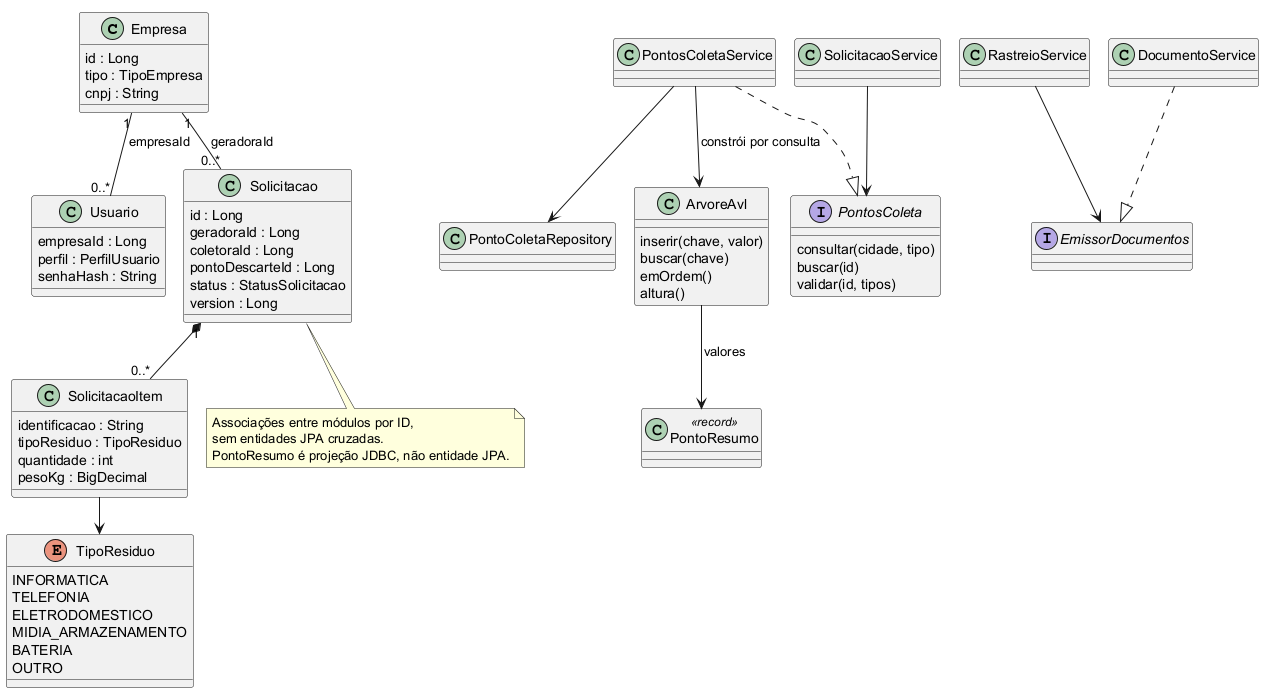 C Empresa
id : Long
tipo : TipoEmpresa
cnpj : String
1
empresaId
0..*
1
geradoraId
0..*
C Usuario
empresaId : Long
perfil : PerfilUsuario
senhaHash : String
C Solicitacao
id : Long
geradoraId : Long
coletoraId : Long
pontoDescarteId : Long
status : StatusSolicitacao
version : Long
1
0..*
C SolicitacaoItem
identificacao : String
tipoResiduo : TipoResiduo
quantidade : int
pesoKg : BigDecimal
Associações entre módulos por ID,
sem entidades JPA cruzadas.
PontoResumo é projeção JDBC, não entidade JPA.
E TipoResiduo
INFORMATICA
TELEFONIA
ELETRODOMESTICO
MIDIA_ARMAZENAMENTO
BATERIA
OUTRO
C PontosColetaService
C SolicitacaoService
C RastreioService
C DocumentoService
constrói por consulta
C PontoColetaRepository
C ArvoreAvl
inserir(chave, valor)
buscar(chave)
emOrdem()
altura()
I PontosColeta
consultar(cidade, tipo)
buscar(id)
validar(id, tipos)
I EmissorDocumentos
valores
C «record»
PontoResumo